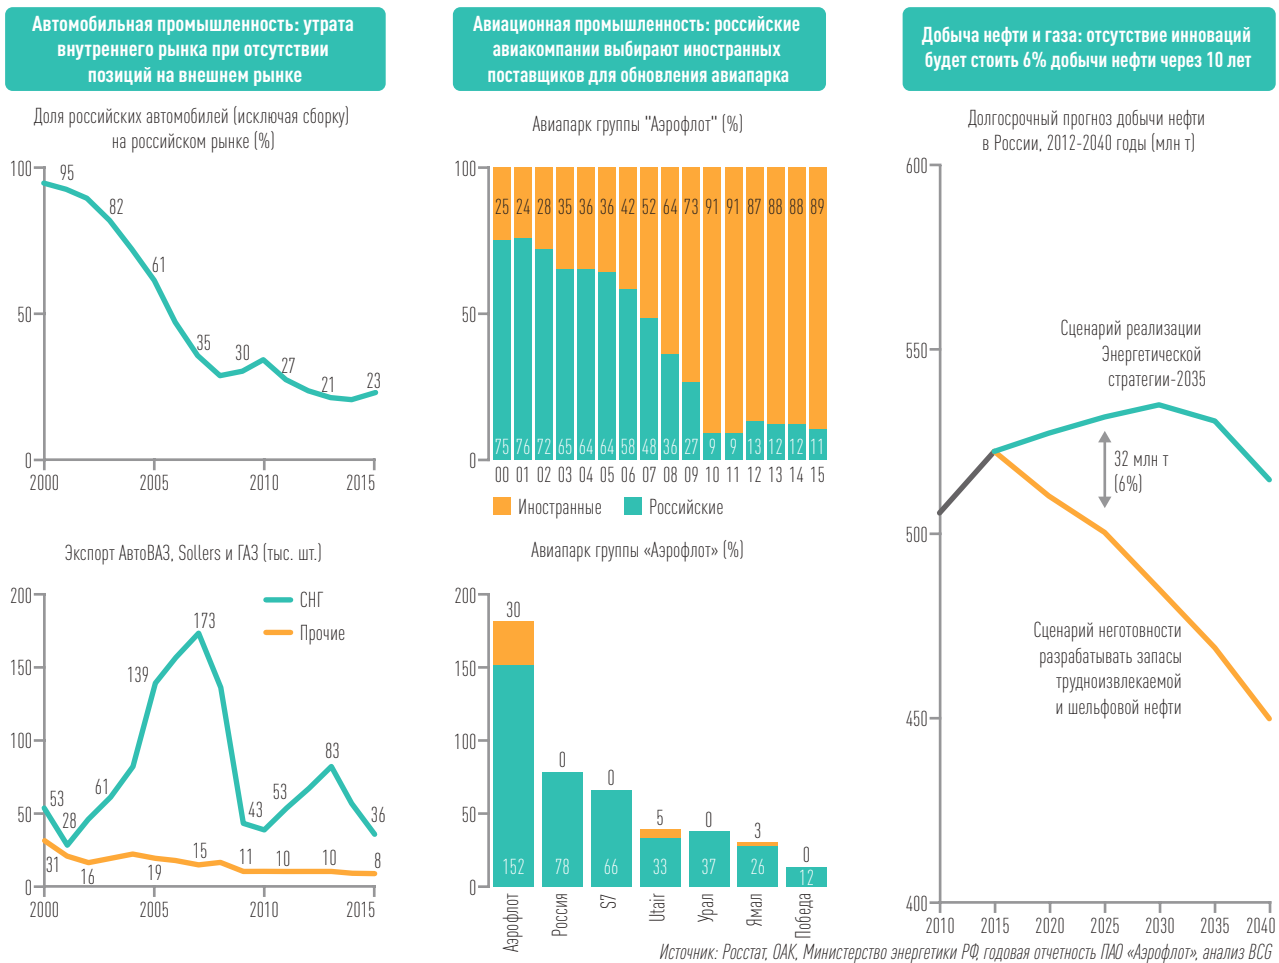 Автомобильная промышленность: утрата
внутреннего рынка при отсутствии
позиций на внешнем рынке
Доля российских автомобилей (исключая сборку)
на российском рынке (%)
100
50
0
95
82
61
35
30
27
21
23
2000
2005
2010
2015
Экспорт АвтоВАЗ, Sollers и ГАЗ (тыс. шт.)
200
150
100
50
0
СНГ
Прочие
53
28
61
139
173
43
53
83
36
31
16
19
15
11
10
10
8
2000
2005
2010
2015
Авиационная промышленность: российские
авиакомпании выбирают иностранных
поставщиков для обновления авиапарка
Авиапарк группы "Аэрофлот" (%)
100
50
0
25 24 28 35 36 36 42 52 64 73 91 91 87 88 88 89
75 76 72 65 64 64 58 48 36 27 9 9 13 12 12 11
00 01 02 03 04 05 06 07 08 09 10 11 12 13 14 15
Иностранные
Российские
Авиапарк группы «Аэрофлот» (%)
200
150
100
50
0
30
0
0
5
0
3
0
152
78
66
33
37
26
12
Аэрофлот
Россия
S7
Utair
Урал
Ямал
Победа
Добыча нефти и газа: отсутствие инноваций
будет стоить 6% добычи нефти через 10 лет
Долгосрочный прогноз добычи нефти
в России, 2012-2040 годы (млн т)
600
550
500
450
400
Сценарий реализации
Энергетической
стратегии-2035
32 млн т
(6%)
Сценарий неготовности
разрабатывать запасы
трудноизвлекаемой
и шельфовой нефти
2010
2015
2020
2025
2030
2035
2040
Источник: Росстат, ОАК, Министерство энергетики РФ, годовая отчетность ПАО «Аэрофлот», анализ BCG